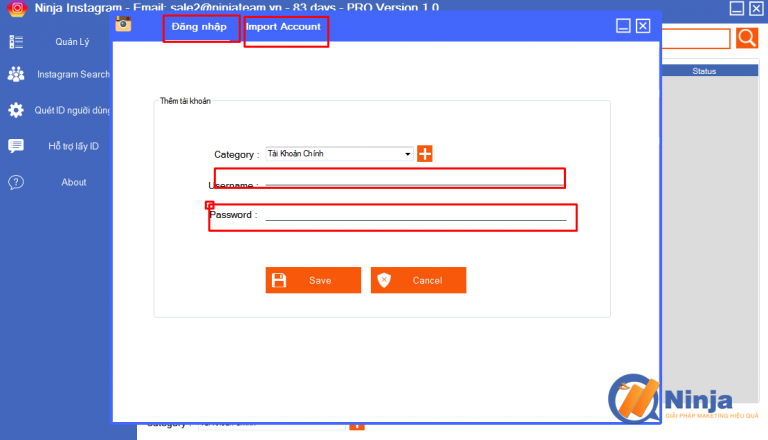 Ninja Instagram - Email: sale2@ninjateam.vn - 83 days - PRO Version 1.0
Đăng nhập
Import Account
Quản Lý
Instagram Search
Quét ID người dùng
Hỗ trợ lấy ID
About
Status
Thêm tài khoản
Category :
Tài Khoản Chính
Username :
Password :
Save
Cancel
Category :
Ninja
GIẢI PHÁP MAKETING HIỆU QUẢ